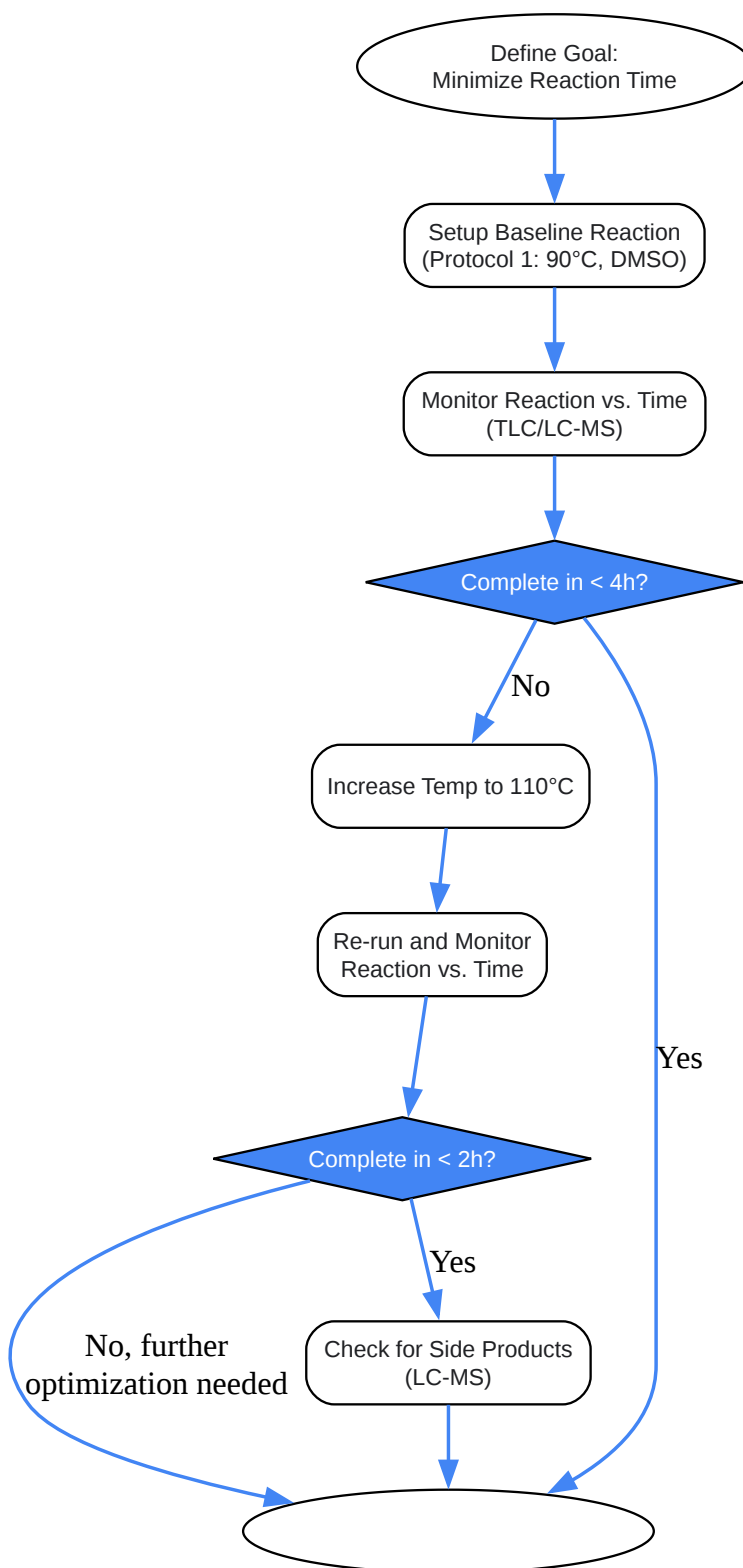 Define Goal:
Minimize Reaction Time
Setup Baseline Reaction
(Protocol 1: 90°C, DMSO)
Monitor Reaction vs. Time
(TLC/LC-MS)
Complete in < 4h?
No
Increase Temp to 110°C
Re-run and Monitor
Reaction vs. Time
Yes
Complete in < 2h?
Yes
No, further
optimization needed
Check for Side Products
(LC-MS)